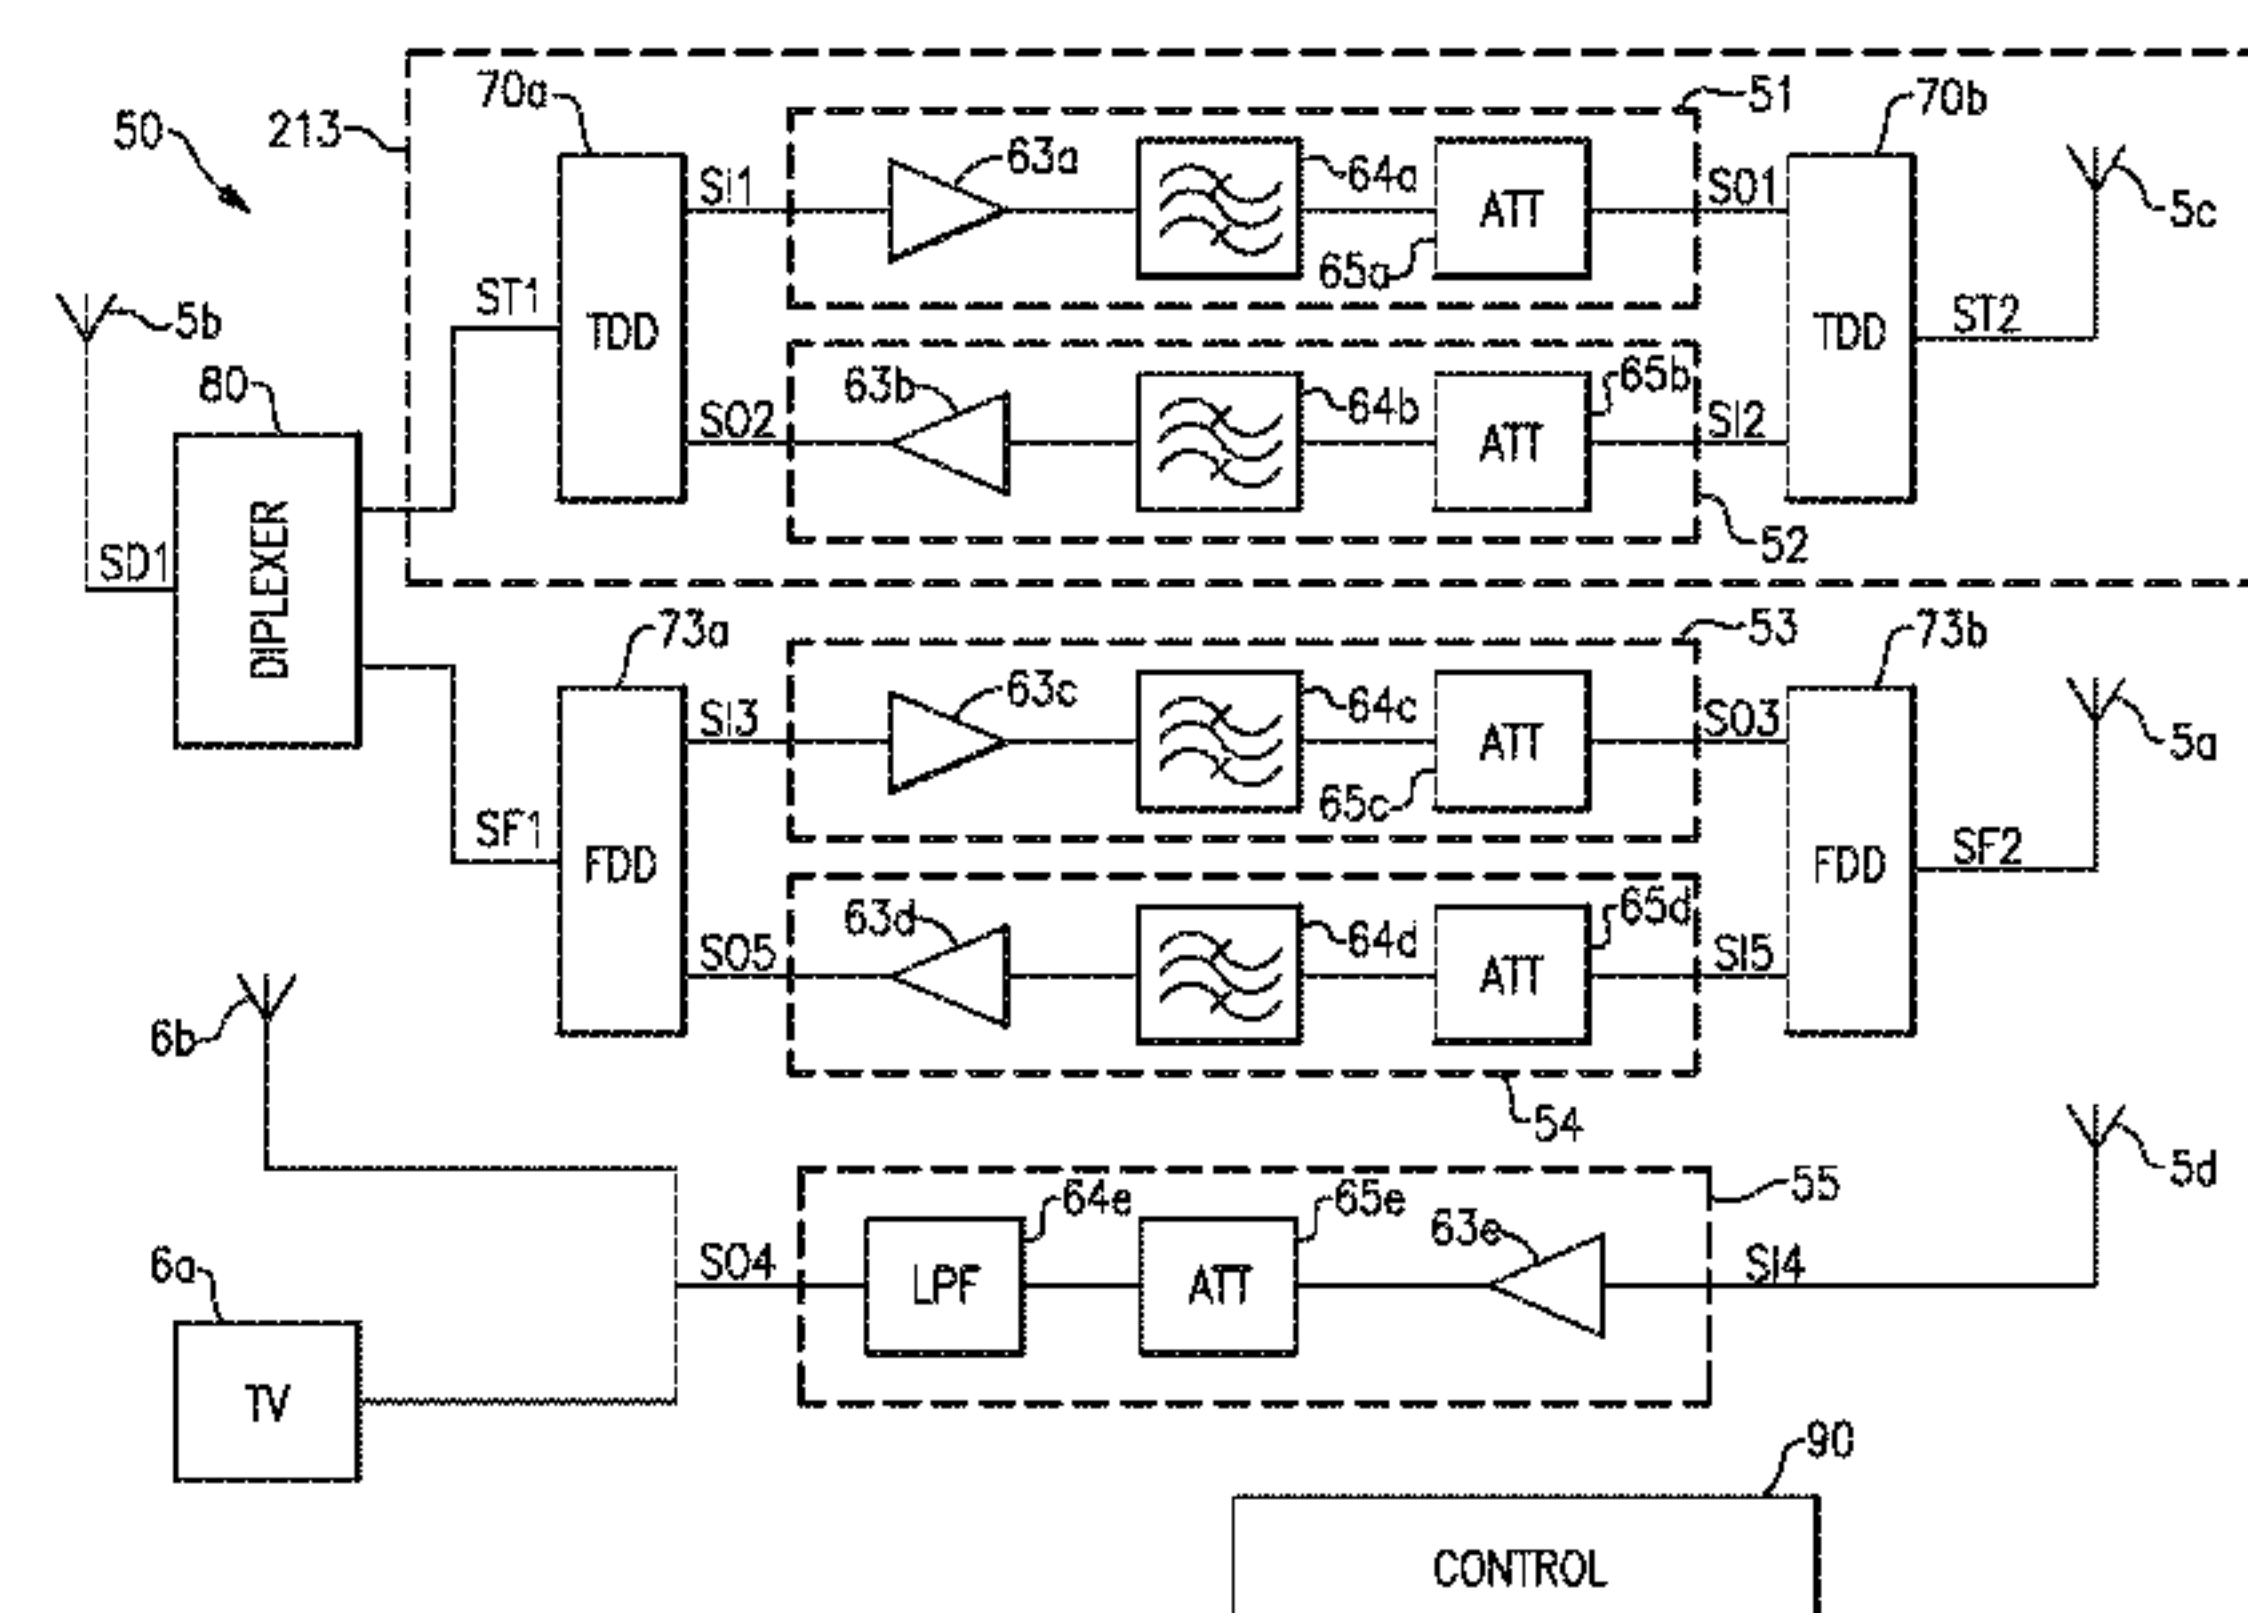 50
213
70a
51
70b
63a
64a
SI1
ATT
SO1
5c
65a
ST1
TDD
TDD
ST2
5b
80
63b
64b
65b
SO2
ATT
SI2
52
SD1
DIPLEXER
73a
53
73b
63c
64c
SI3
ATT
SO3
5a
65c
SF1
FDD
FDD
SF2
63d
64d
65d
SO5
ATT
SI5
6b
54
5d
64e
65e
55
63e
SO4
LPF
ATT
SI4
6a
TV
90
CONTROL